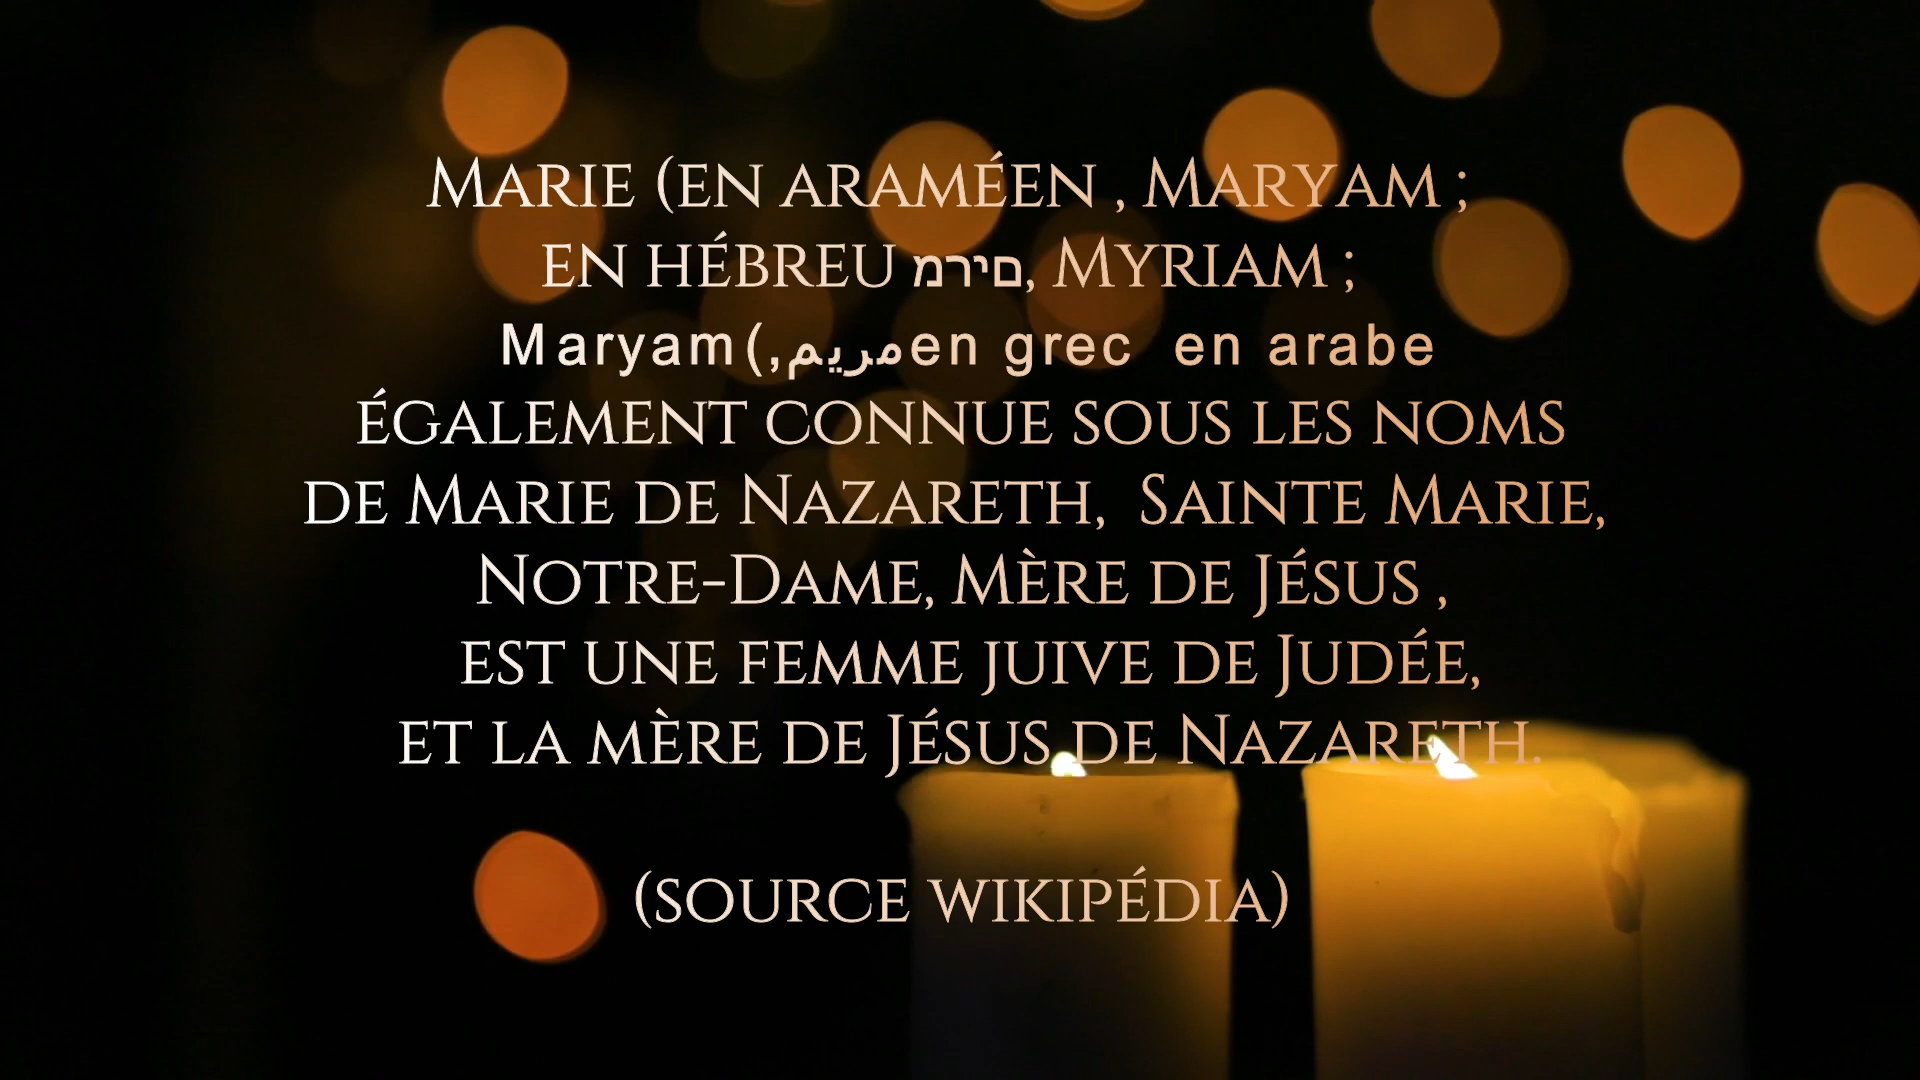 Marie (en araméen , Maryam ;
en hébreu מרים, Myriam ;
Maryam(,مريمen grec  en arabe
également connue sous les noms
de Marie de Nazareth,  Sainte Marie,
Notre-Dame, Mère de Jésus ,
est une femme juive de Judée,
et la mère de Jésus de Nazareth.
(source wikipédia)